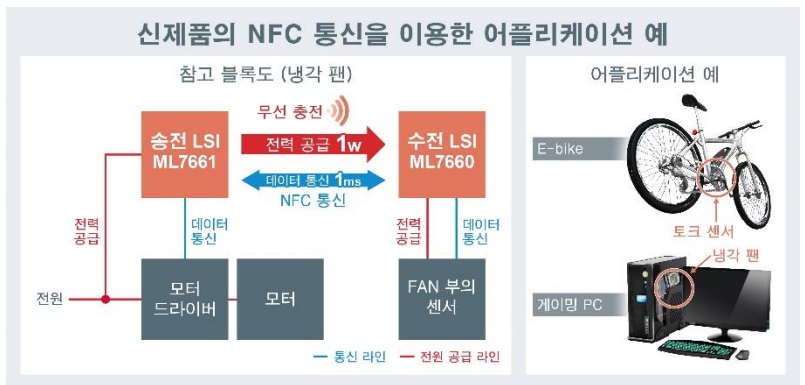 신제품의 NFC 통신을 이용한 어플리케이션 예
참고 블록도 (냉각 팬)
무선 충전
송전 LSI
ML7661
전력 공급 1W
수전 LSI
ML7660
데이터 통신 1ms
NFC 통신
전력
공급
데이터
통신
전력
공급
데이터
통신
전원
모터
드라이버
모터
FAN 부의
센서
통신 라인
전원 공급 라인
어플리케이션 예
E-bike
토크 센서
냉각 팬
게이밍 PC